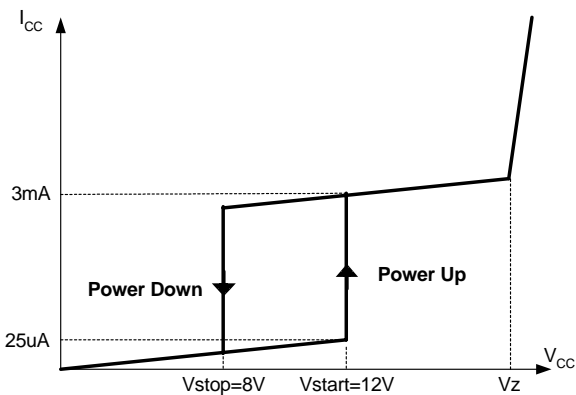 I_CC
3mA
Power Down
Power Up
25uA
V_CC
Vstop=8V
Vstart=12V
Vz